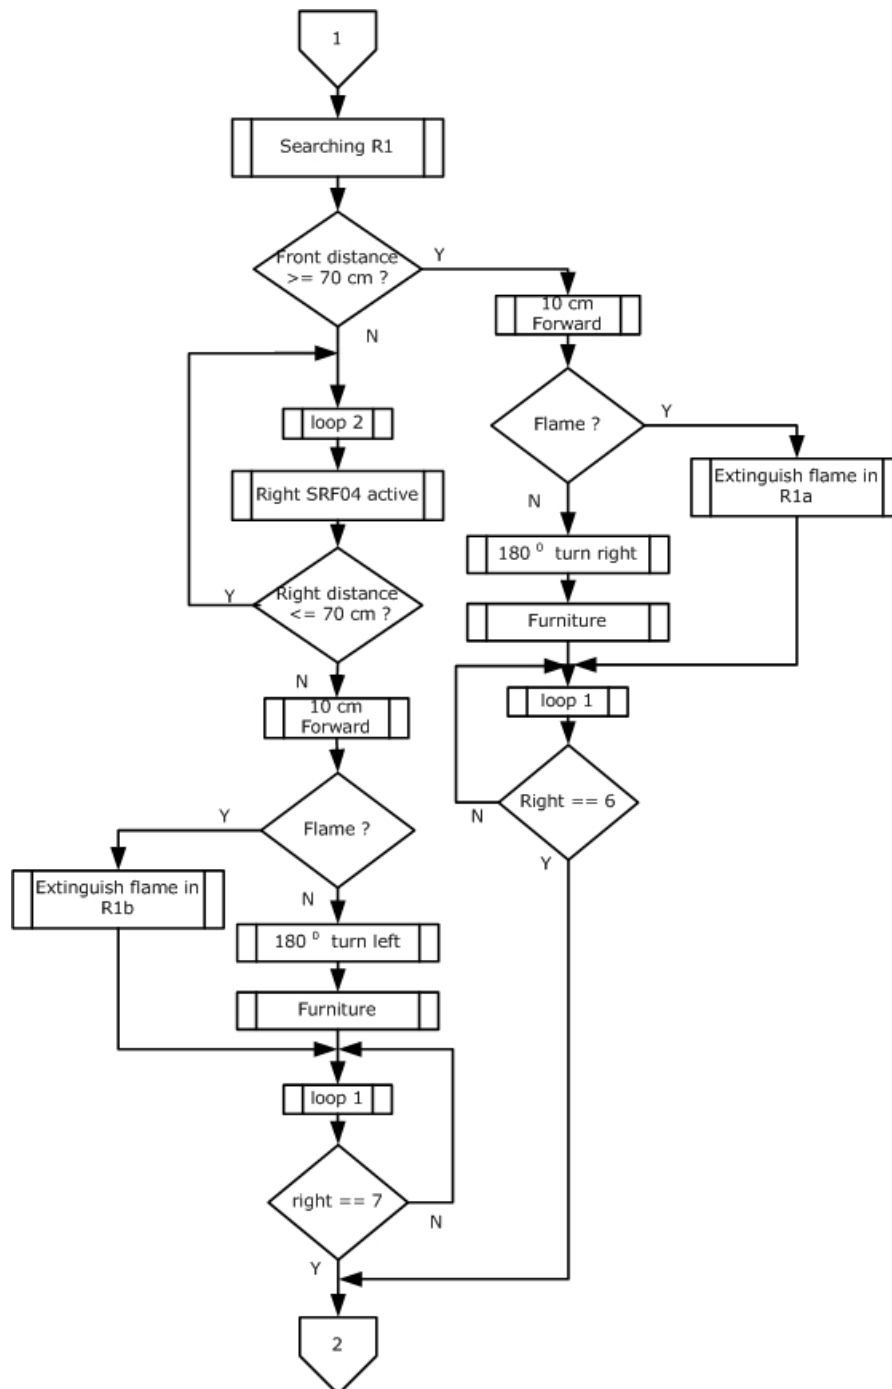 1
Searching R1
Front distance
>= 70 cm ?
Y
N
10 cm
Forward
Flame ?
Y
N
Extinguish flame in
R1a
180 ⁰ turn right
Furniture
loop 1
Right == 6
N
Y
loop 2
Right SRF04 active
Right distance
<= 70 cm ?
Y
N
10 cm
Forward
Flame ?
Y
N
Extinguish flame in
R1b
180 ⁰ turn left
Furniture
loop 1
right == 7
N
Y
2